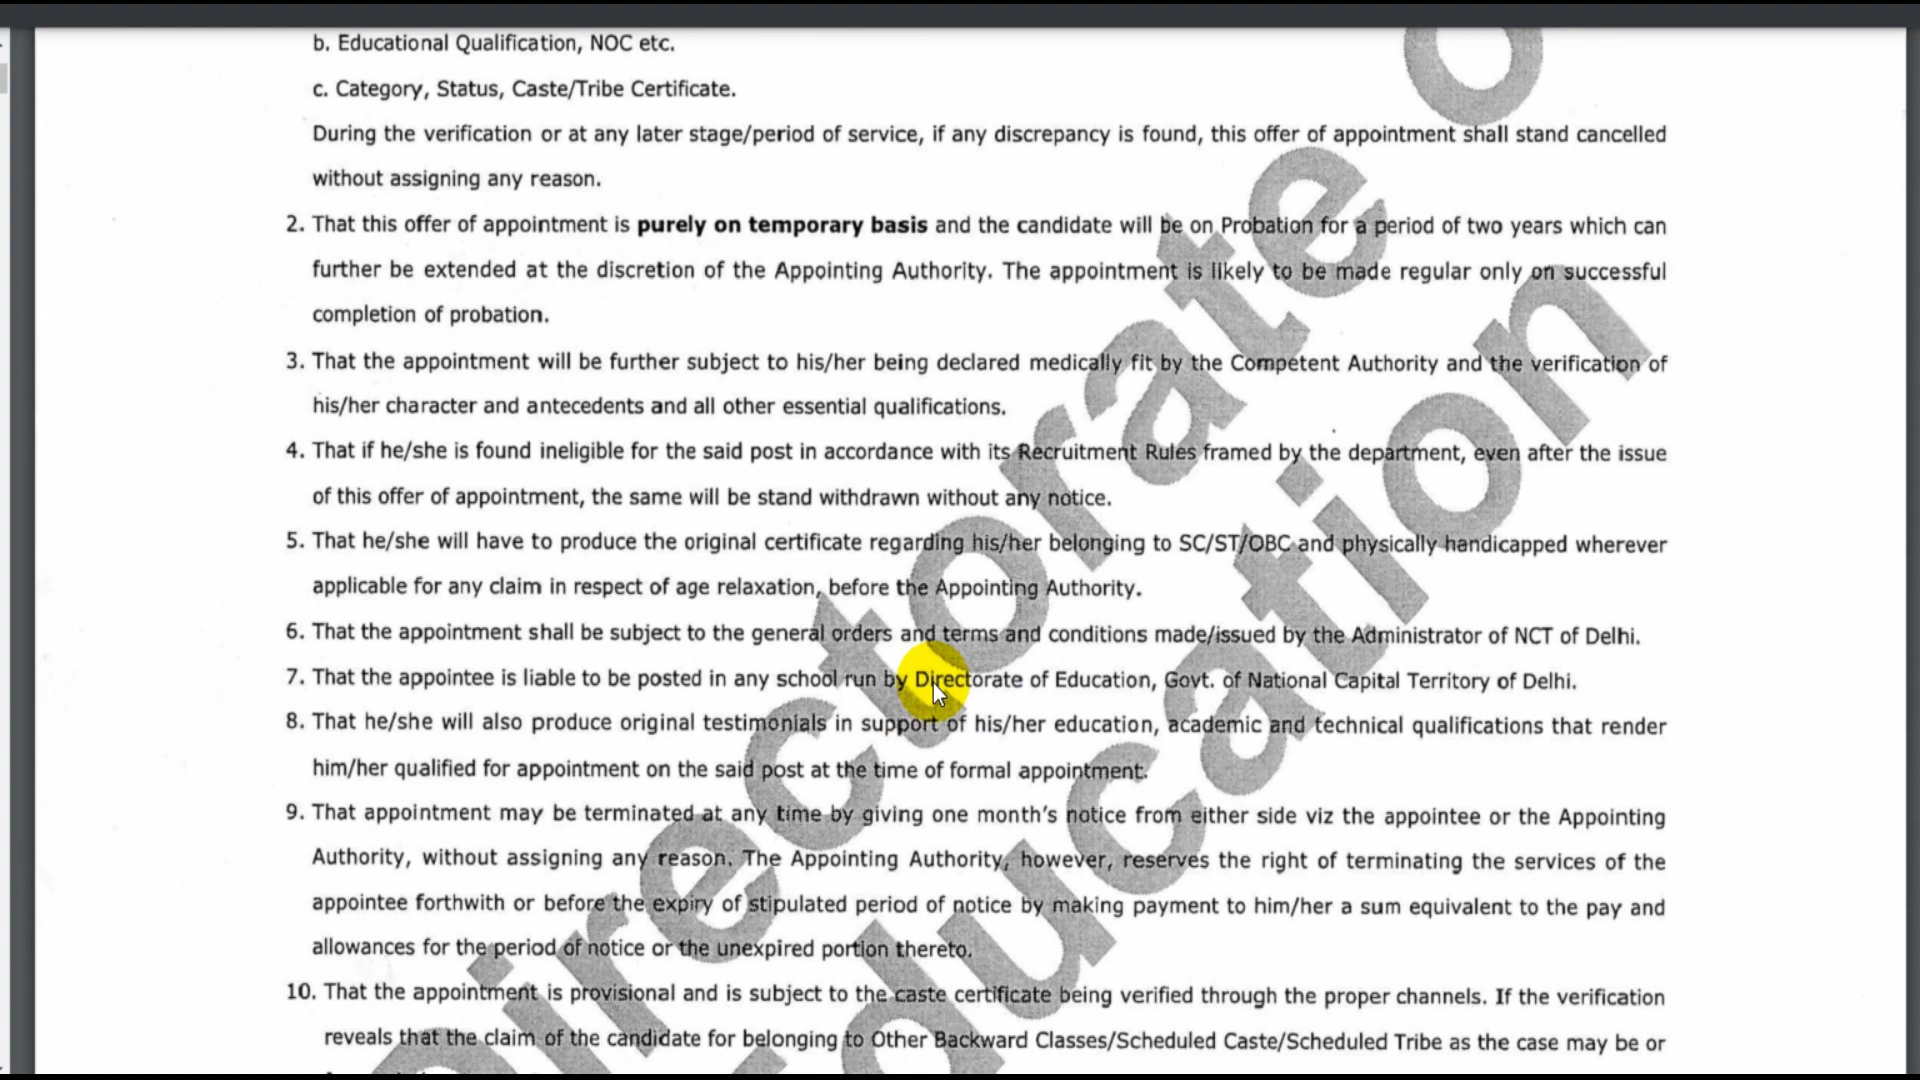 b. Educational Qualification, NOC etc.
c. Category, Status, Caste/Tribe Certificate.
During the verification or at any later stage/period of service, if any discrepancy is found, this offer of appointment shall stand cancelled
without assigning any reason.
2. That this offer of appointment is purely on temporary basis and the candidate will be on Probation for a period of two years which can
further be extended at the discretion of the Appointing Authority. The appointment is likely to be made regular only on successful
completion of probation.
3. That the appointment will be further subject to his/her being declared medically fit by the Competent Authority and the verification of
his/her character and antecedents and all other essential qualifications.
4. That if he/she is found ineligible for the said post in accordance with its Recruitment Rules framed by the department, even after the issue
of this offer of appointment, the same will be stand withdrawn without any notice.
5. That he/she will have to produce the original certificate regarding his/her belonging to SC/ST/OBC and physically handicapped wherever
applicable for any claim in respect of age relaxation, before the Appointing Authority.
6. That the appointment shall be subject to the general orders and terms and conditions made/issued by the Administrator of NCT of Delhi.
7. That the appointee is liable to be posted in any school run by Directorate of Education, Govt. of National Capital Territory of Delhi.
8. That he/she will also produce original testimonials in support of his/her education, academic and technical qualifications that render
him/her qualified for appointment on the said post at the time of formal appointment.
9. That appointment may be terminated at any time by giving one month's notice from either side viz the appointee or the Appointing
Authority, without assigning any reason. The Appointing Authority, however, reserves the right of terminating the services of the
appointee forthwith or before the expiry of stipulated period of notice by making payment to him/her a sum equivalent to the pay and
allowances for the period of notice or the unexpired portion thereto.
10. That the appointment is provisional and is subject to the caste certificate being verified through the proper channels. If the verification
reveals that the claim of the candidate for belonging to Other Backward Classes/Scheduled Caste/Scheduled Tribe as the case may be or
Directorate o
ducation